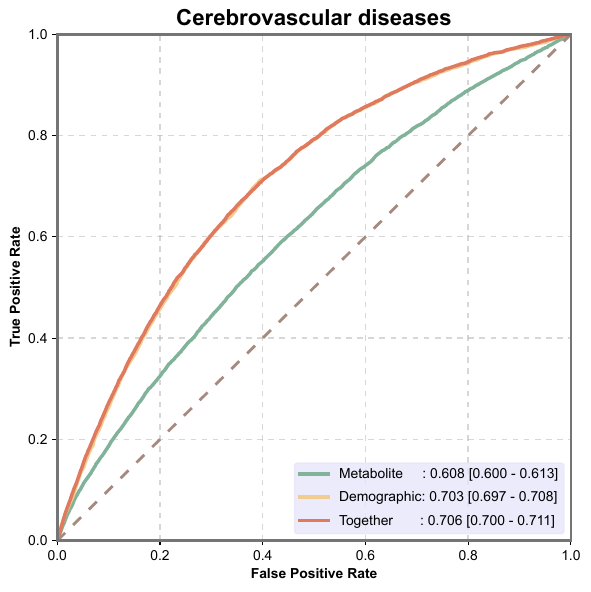 Cerebrovascular diseases
True Positive Rate
1.0
0.8
0.6
0.4
0.2
0.0
Metabolite : 0.608 [0.600 - 0.613]
Demographic: 0.703 [0.697 - 0.708]
Together : 0.706 [0.700 - 0.711]
0.0 0.2 0.4 0.6 0.8 1.0
False Positive Rate